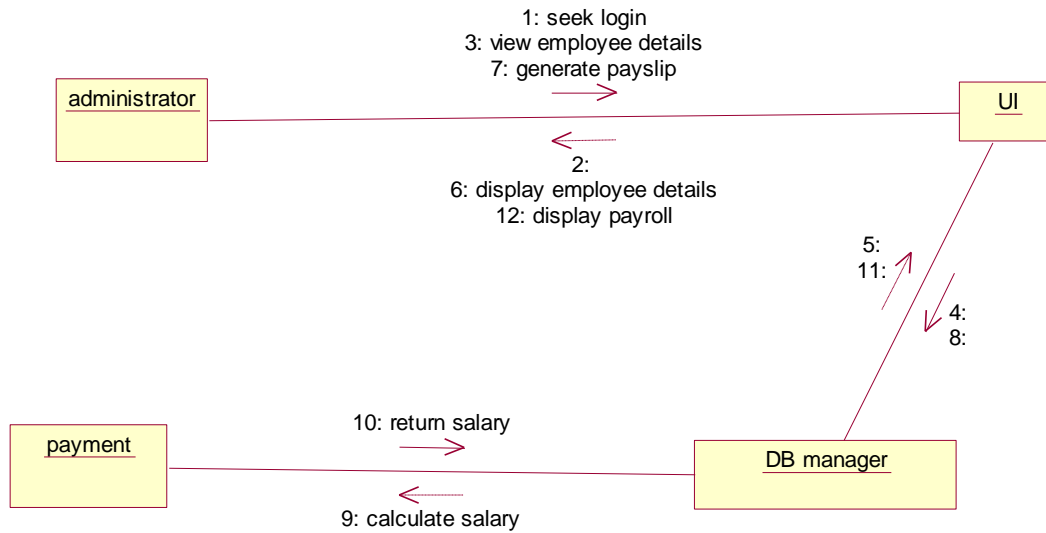 1: seek login
3: view employee details
7: generate payslip
administrator
UI
2:
6: display employee details
12: display payroll
5:
11:
4:
8:
10: return salary
payment
DB manager
9: calculate salary